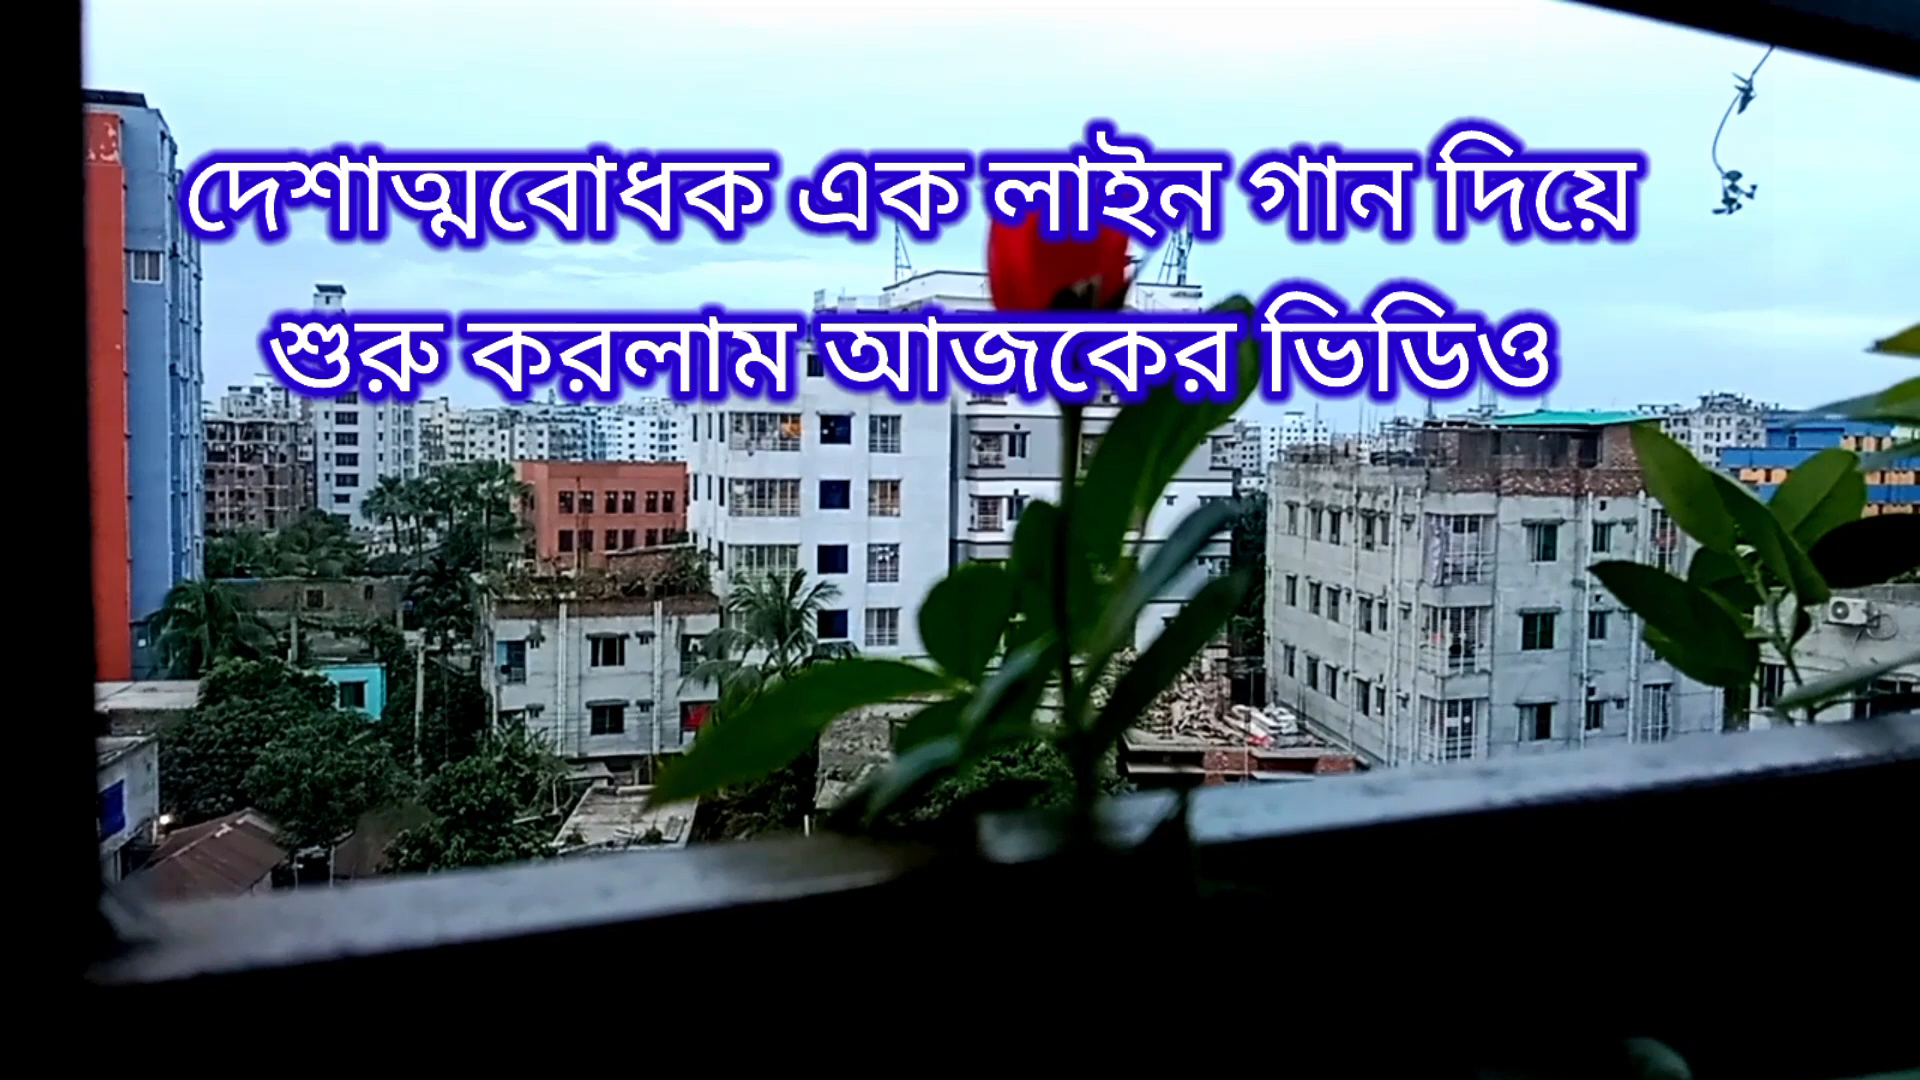 দেশাত্মবোধক এক লাইন গান দিয়ে
শুরু করলাম আজকের ভিডিও